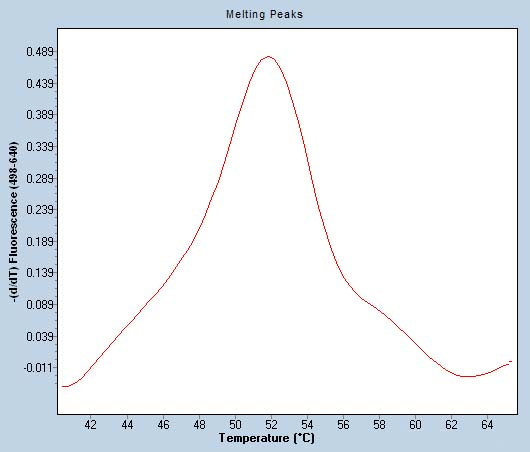 Melting Peaks
-(d/dT) Fluorescence (498-640)
0.489
0.439
0.389
0.339
0.289
0.239
0.189
0.139
0.089
0.039
-0.011
42 44 46 48 50 52 54 56 58 60 62 64
Temperature (°C)